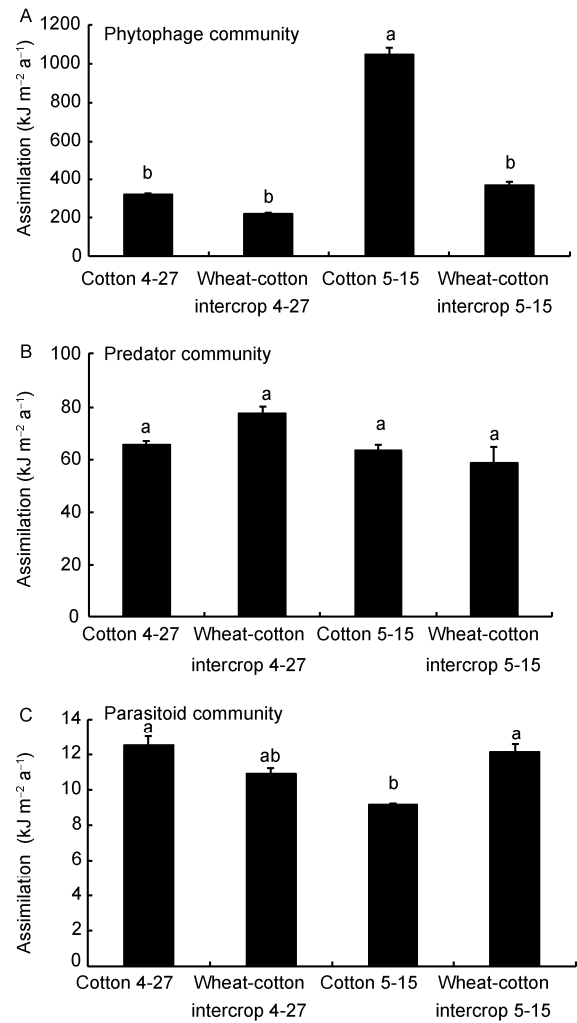 A
Phytophage community
Assimilation (kJ m⁻² a⁻¹)
1200
1000
800
600
400
200
0
b
b
a
b
Cotton 4-27
Wheat-cotton
intercrop 4-27
Cotton 5-15
Wheat-cotton
intercrop 5-15
B
Predator community
Assimilation (kJ m⁻² a⁻¹)
100
80
60
40
20
0
a
a
a
a
Cotton 4-27
Wheat-cotton
intercrop 4-27
Cotton 5-15
Wheat-cotton
intercrop 5-15
C
Parasitoid community
Assimilation (kJ m⁻² a⁻¹)
14
12
10
8
6
4
2
0
a
ab
b
a
Cotton 4-27
Wheat-cotton
intercrop 4-27
Cotton 5-15
Wheat-cotton
intercrop 5-15